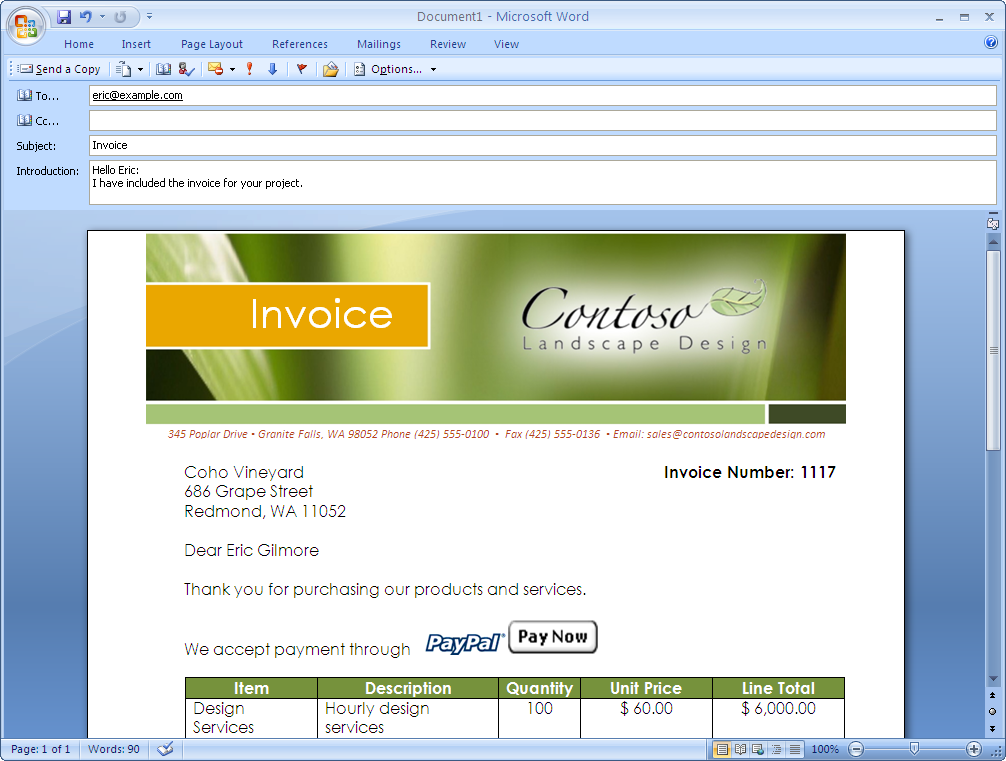 Document1 - Microsoft Word
Home Insert Page Layout References Mailings Review View
Send a Copy Options...
To... eric@example.com
Cc...
Subject: Invoice
Introduction: Hello Eric:
I have included the invoice for your project.
Invoice
Contoso
Landscape Design
345 Poplar Drive • Granite Falls, WA 98052 Phone (425) 555-0100 • Fax (425) 555-0136 • Email: sales@contosolandscapedesign.com
Coho Vineyard Invoice Number: 1117
686 Grape Street
Redmond, WA 11052
Dear Eric Gilmore
Thank you for purchasing our products and services.
We accept payment through PayPal Pay Now
Item Description Quantity Unit Price Line Total
Design Hourly design 100 $ 60.00 $ 6,000.00
Services services
Page: 1 of 1 Words: 90 100%